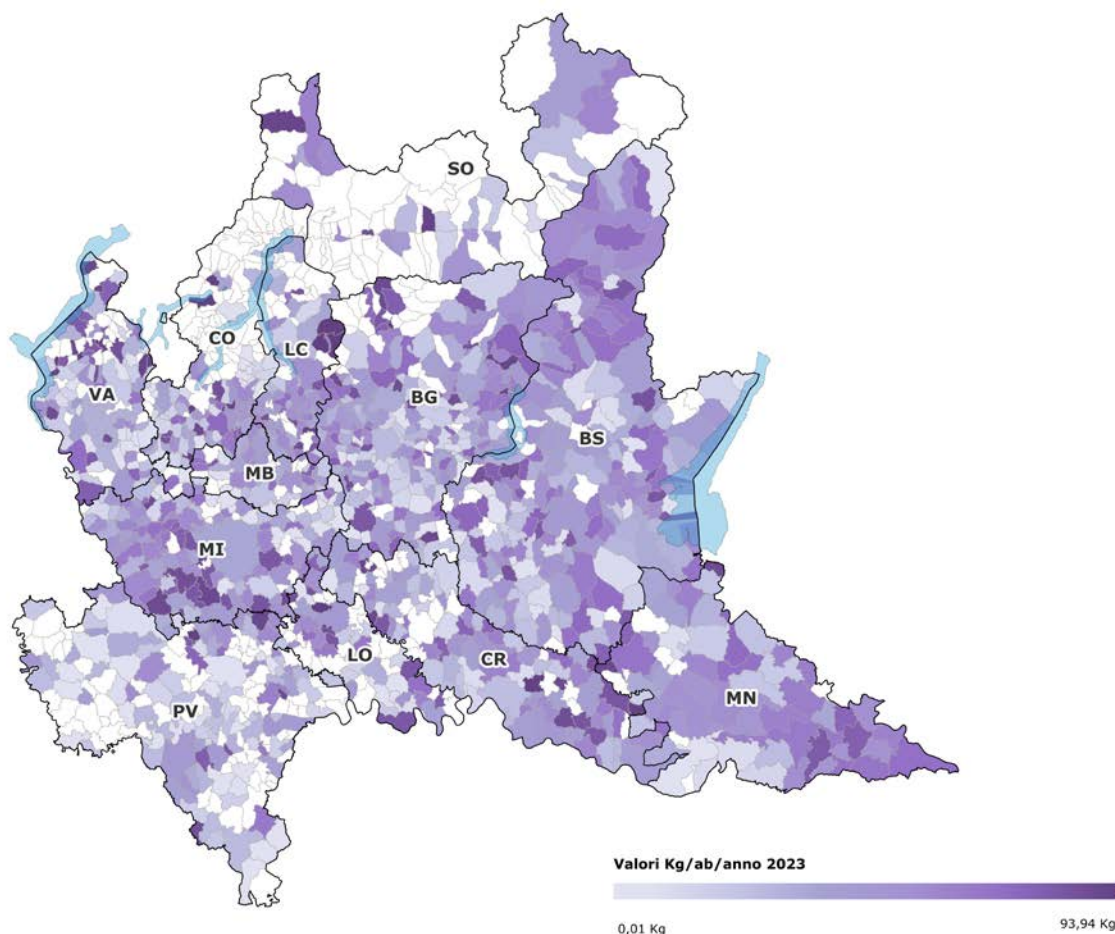 SO
CO
LC
VA
BG
BS
MB
MI
LO
CR
PV
MN
Valori Kg/ab/anno 2023
0,01 Kg
93,94 Kg